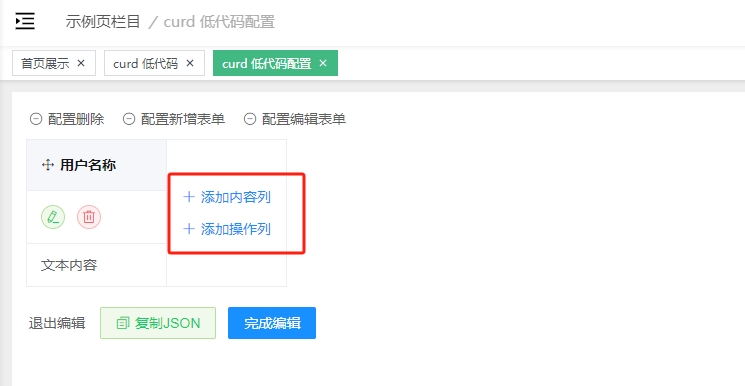 示例页栏目 / curd 低代码配置
首页展示 × curd 低代码 × curd 低代码配置 ×
配置删除 配置新增表单 配置编辑表单
用户名称
+ 添加内容列
+ 添加操作列
文本内容
退出编辑 复制JSON 完成编辑